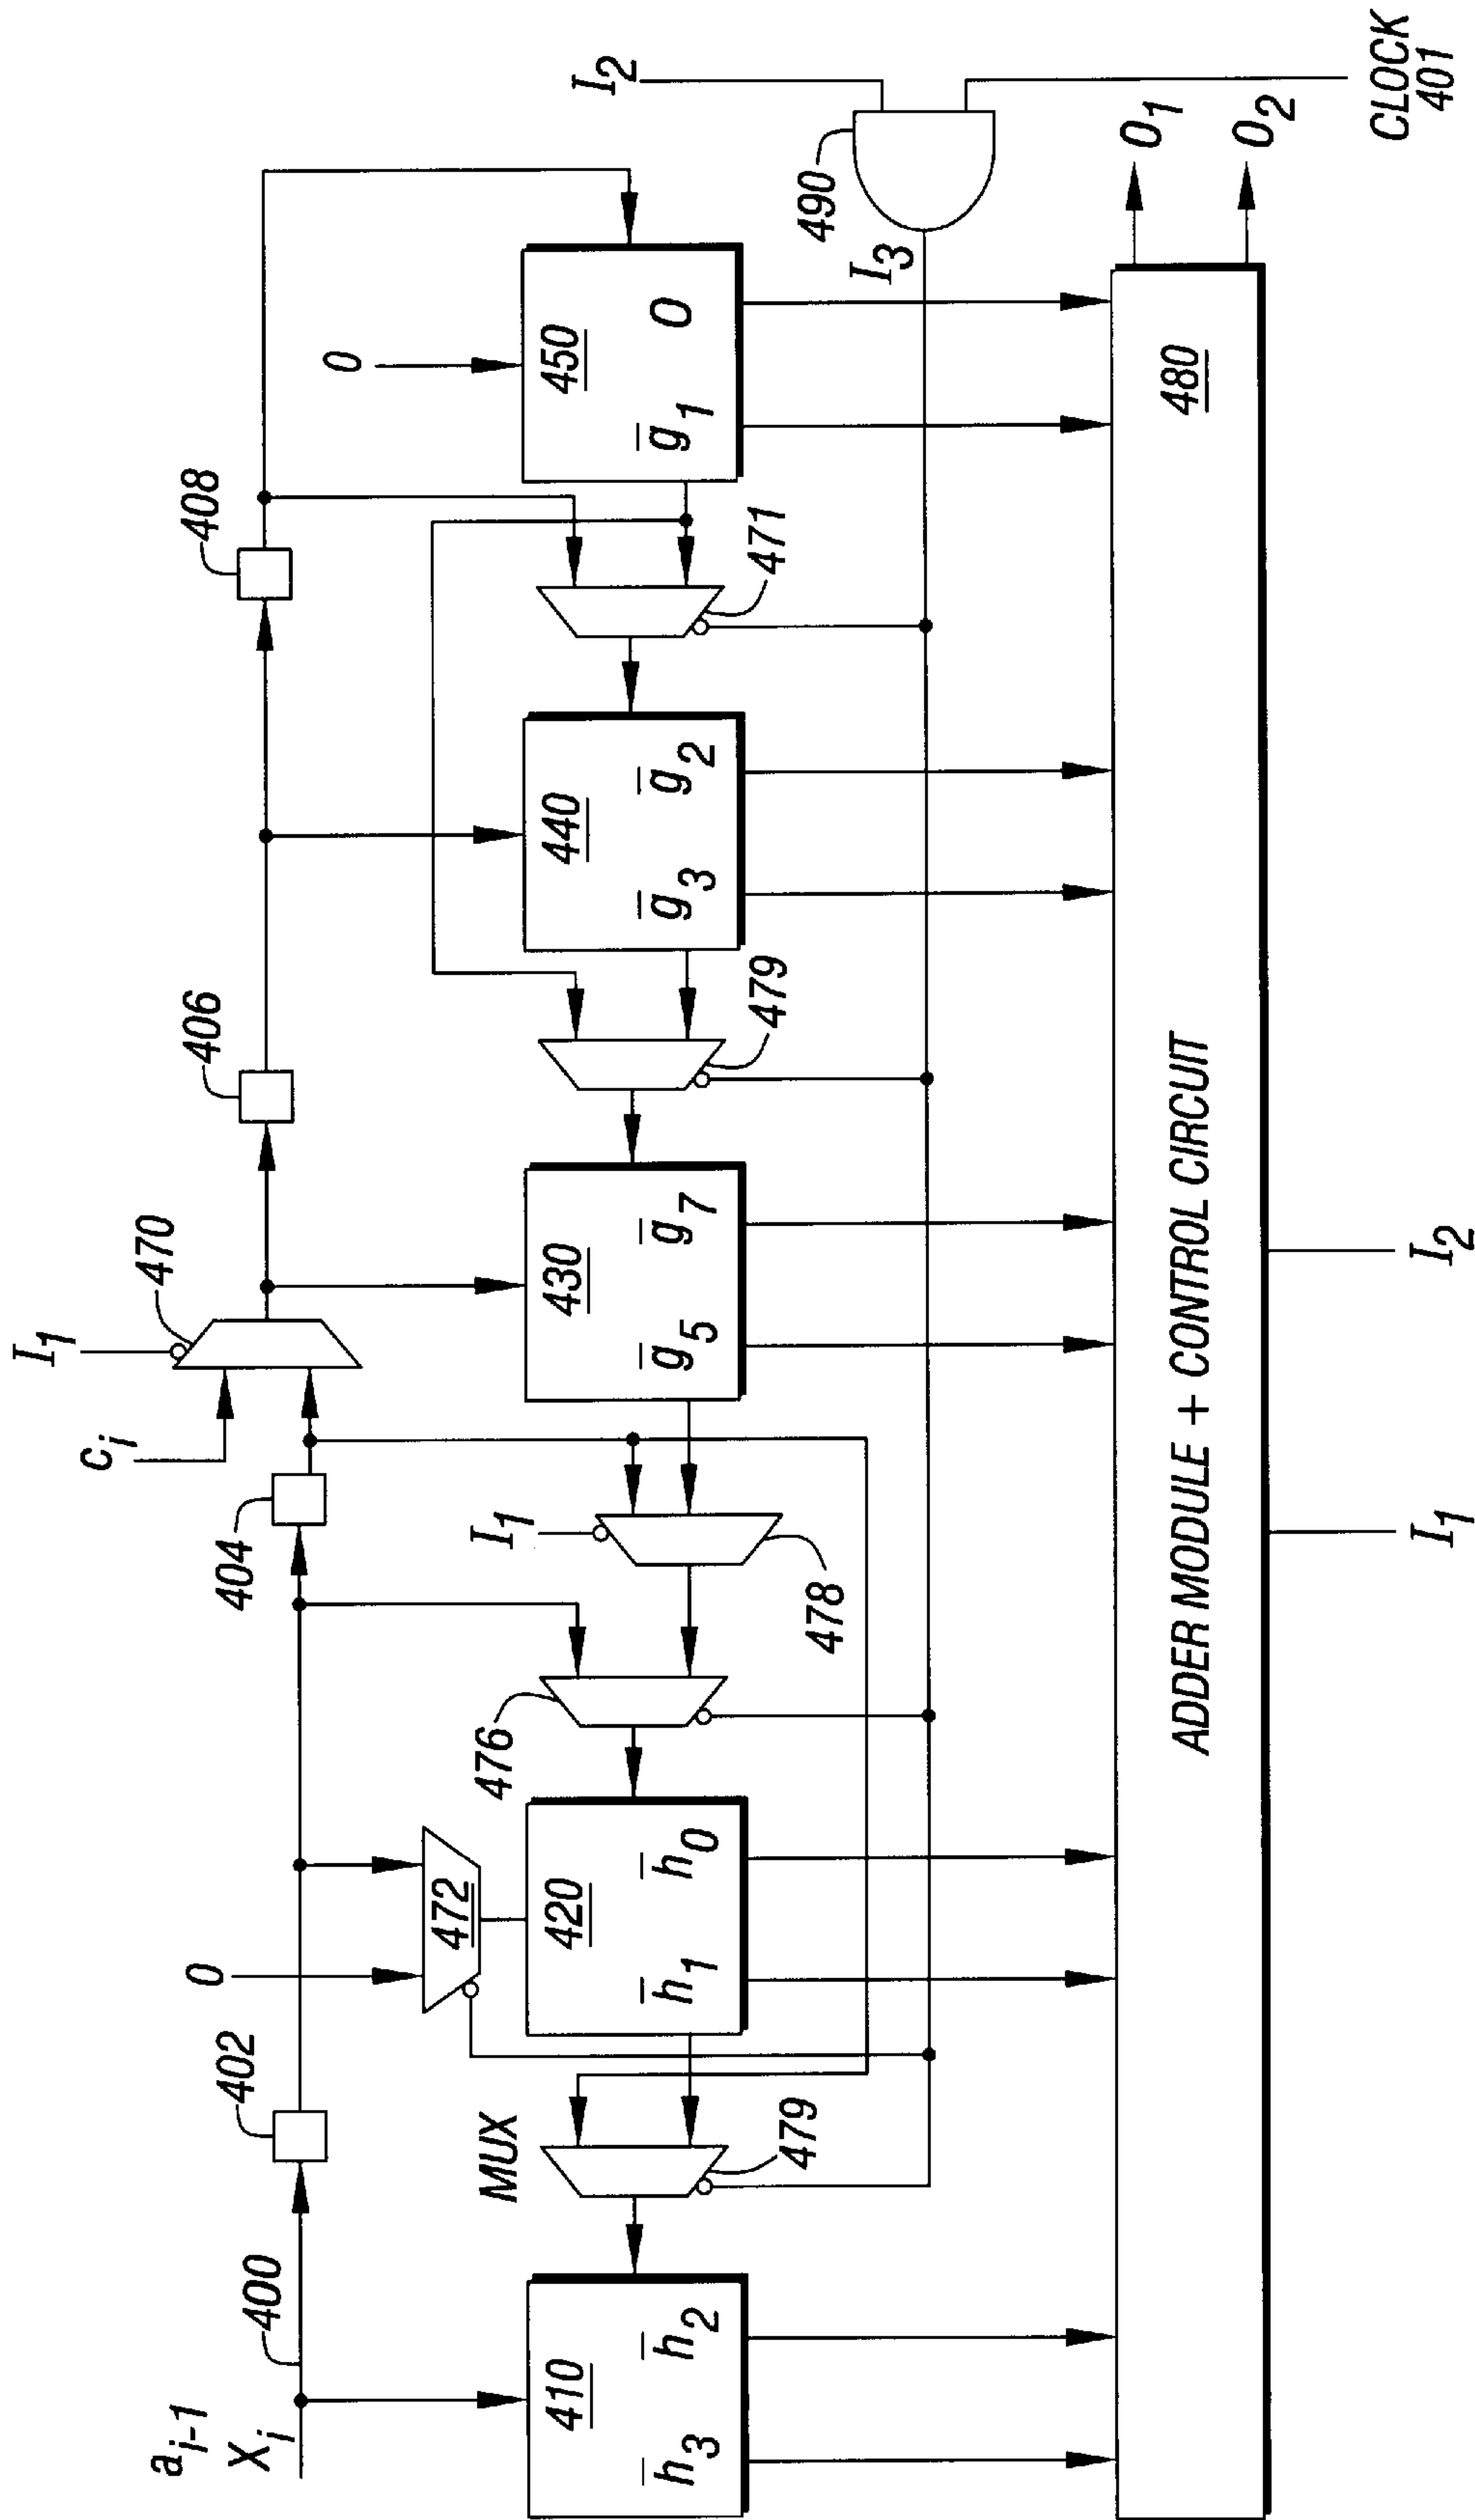 a_{i-1}
X_i
400
402
0
404
c_i
I_1
470
406
408
MUX
472
476
I_1
478
479
471
0
I_2
410
h̄_3 h̄_2
479
420
h̄_1 h̄_0
430
ḡ_5 ḡ_7
440
ḡ_3 ḡ_2
450
ḡ_1 0
490
I_3
ADDER MODULE + CONTROL CIRCUIT
480
O_1
O_2
CLOCK
401
I_1
I_2